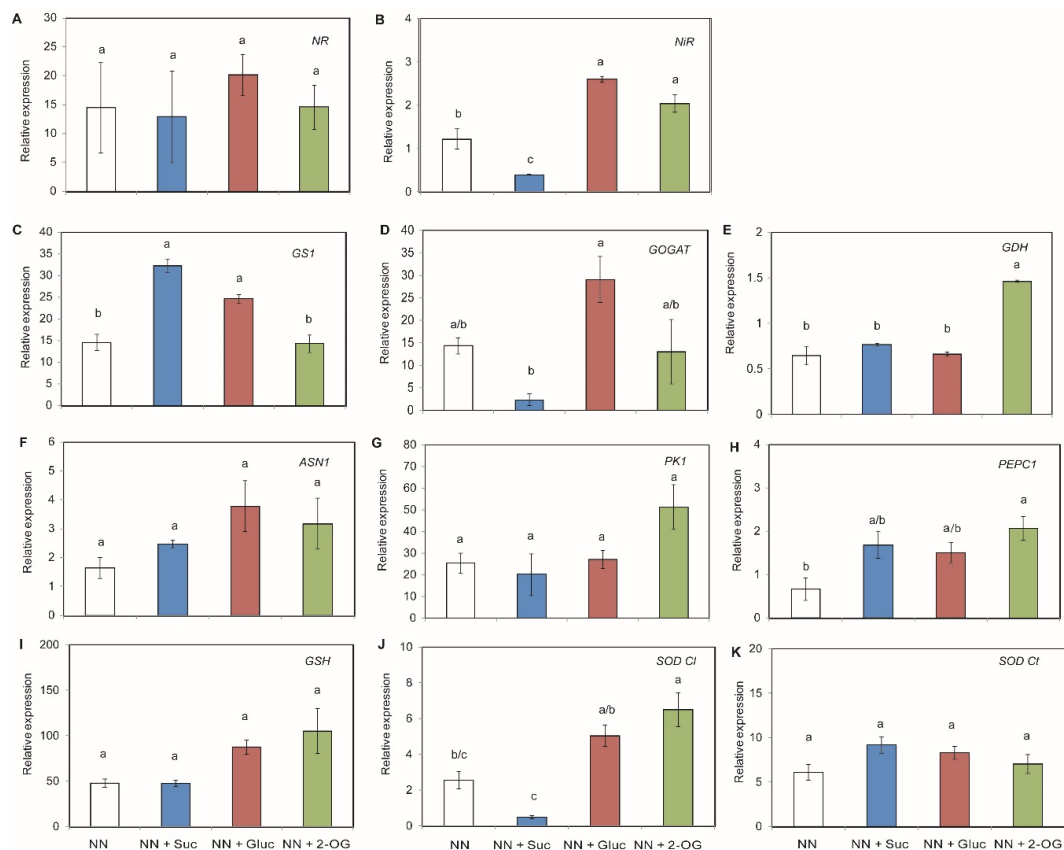 A
NR
Relative expression
30
25
20
15
10
5
0
a
a
a
a
B
NiR
Relative expression
4
3
2
1
0
b
c
a
a
C
GS1
Relative expression
40
35
30
25
20
15
10
5
0
b
a
a
b
D
GOGAT
Relative expression
40
35
30
25
20
15
10
5
0
a/b
b
a
a/b
E
GDH
Relative expression
2
1.5
1
0.5
0
b
b
b
a
F
ASN1
Relative expression
6
5
4
3
2
1
0
a
a
a
a
G
PK1
Relative expression
80
70
60
50
40
30
20
10
0
a
a
a
a
H
PEPC1
Relative expression
4
3
2
1
0
b
a/b
a/b
a
I
GSH
Relative expression
200
150
100
50
0
a
a
a
a
NN NN + Suc NN + Gluc NN + 2-OG
J
SOD Cl
Relative expression
6
4
2
0
b/c
c
a/b
a
NN NN + Suc NN + Gluc NN + 2-OG
K
SOD Ct
Relative expression
20
15
10
5
0
a
a
a
a
NN NN + Suc NN + Gluc NN + 2-OG